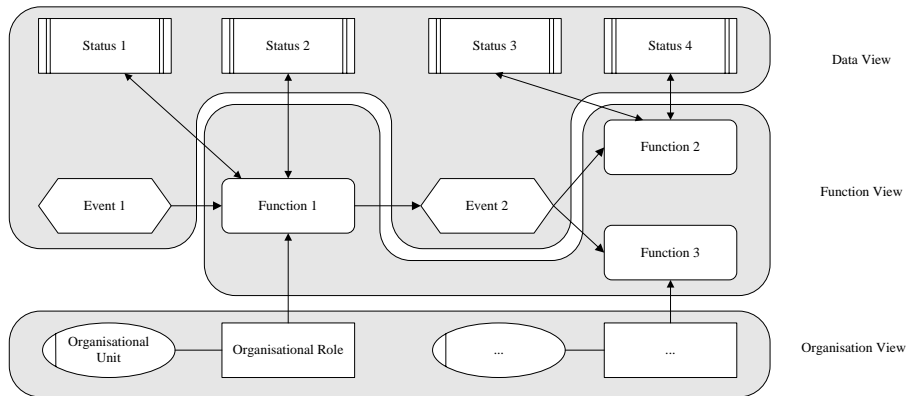 Status 1
Status 2
Status 3
Status 4
Data View
Function 2
Function View
Event 1
Function 1
Event 2
Function 3
Organisational
Unit
Organisational Role
...
...
Organisation View